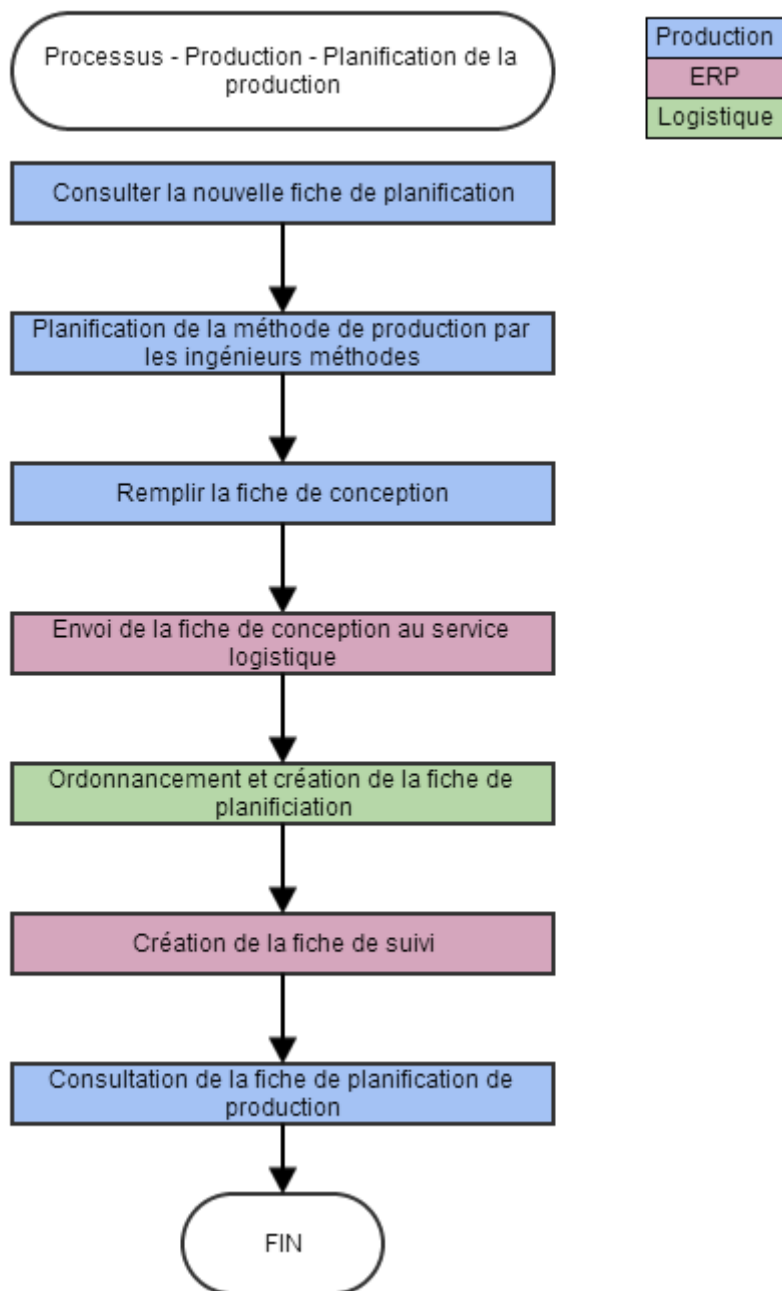 Processus - Production - Planification de la
production
Production
ERP
Logistique
Consulter la nouvelle fiche de planification
Planification de la méthode de production par
les ingénieurs méthodes
Remplir la fiche de conception
Envoi de la fiche de conception au service
logistique
Ordonnancement et création de la fiche de
planificiation
Création de la fiche de suivi
Consultation de la fiche de planification de
production
FIN